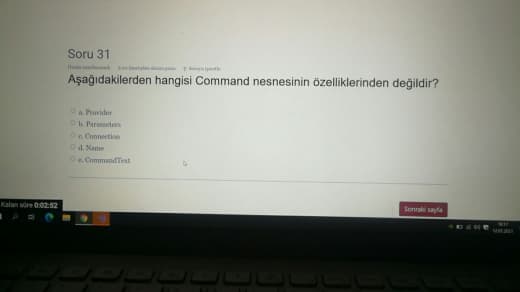 Soru 31
Aşağıdakilerden hangisi Command nesnesinin özelliklerinden değildir?
a. Provider
b. Parameters
c. Connection
d. Name
e. CommandText
Kalan süre 0:02:52
Sonraki sayfa